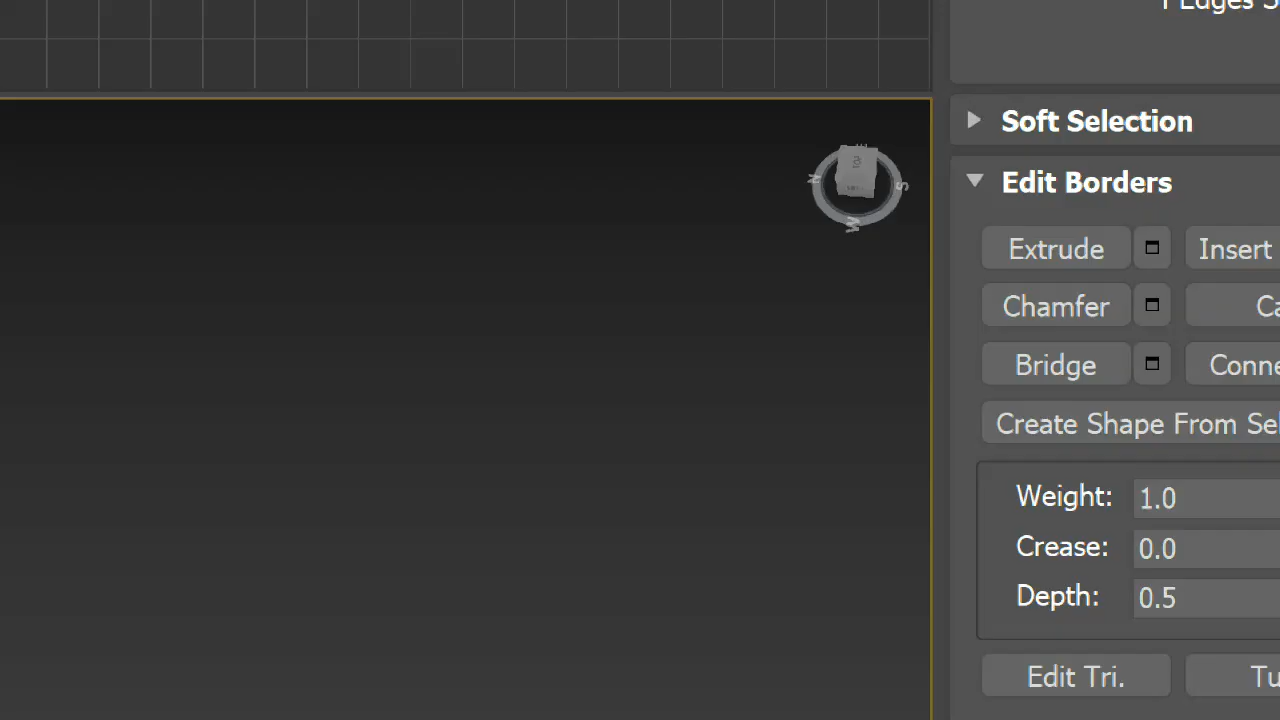 Edges
Soft Selection
Edit Borders
Extrude Insert
Chamfer
Bridge
Create Shape From
Weight: 1.0
Crease: 0.0
Depth: 0.5
Edit Tri.
N S W